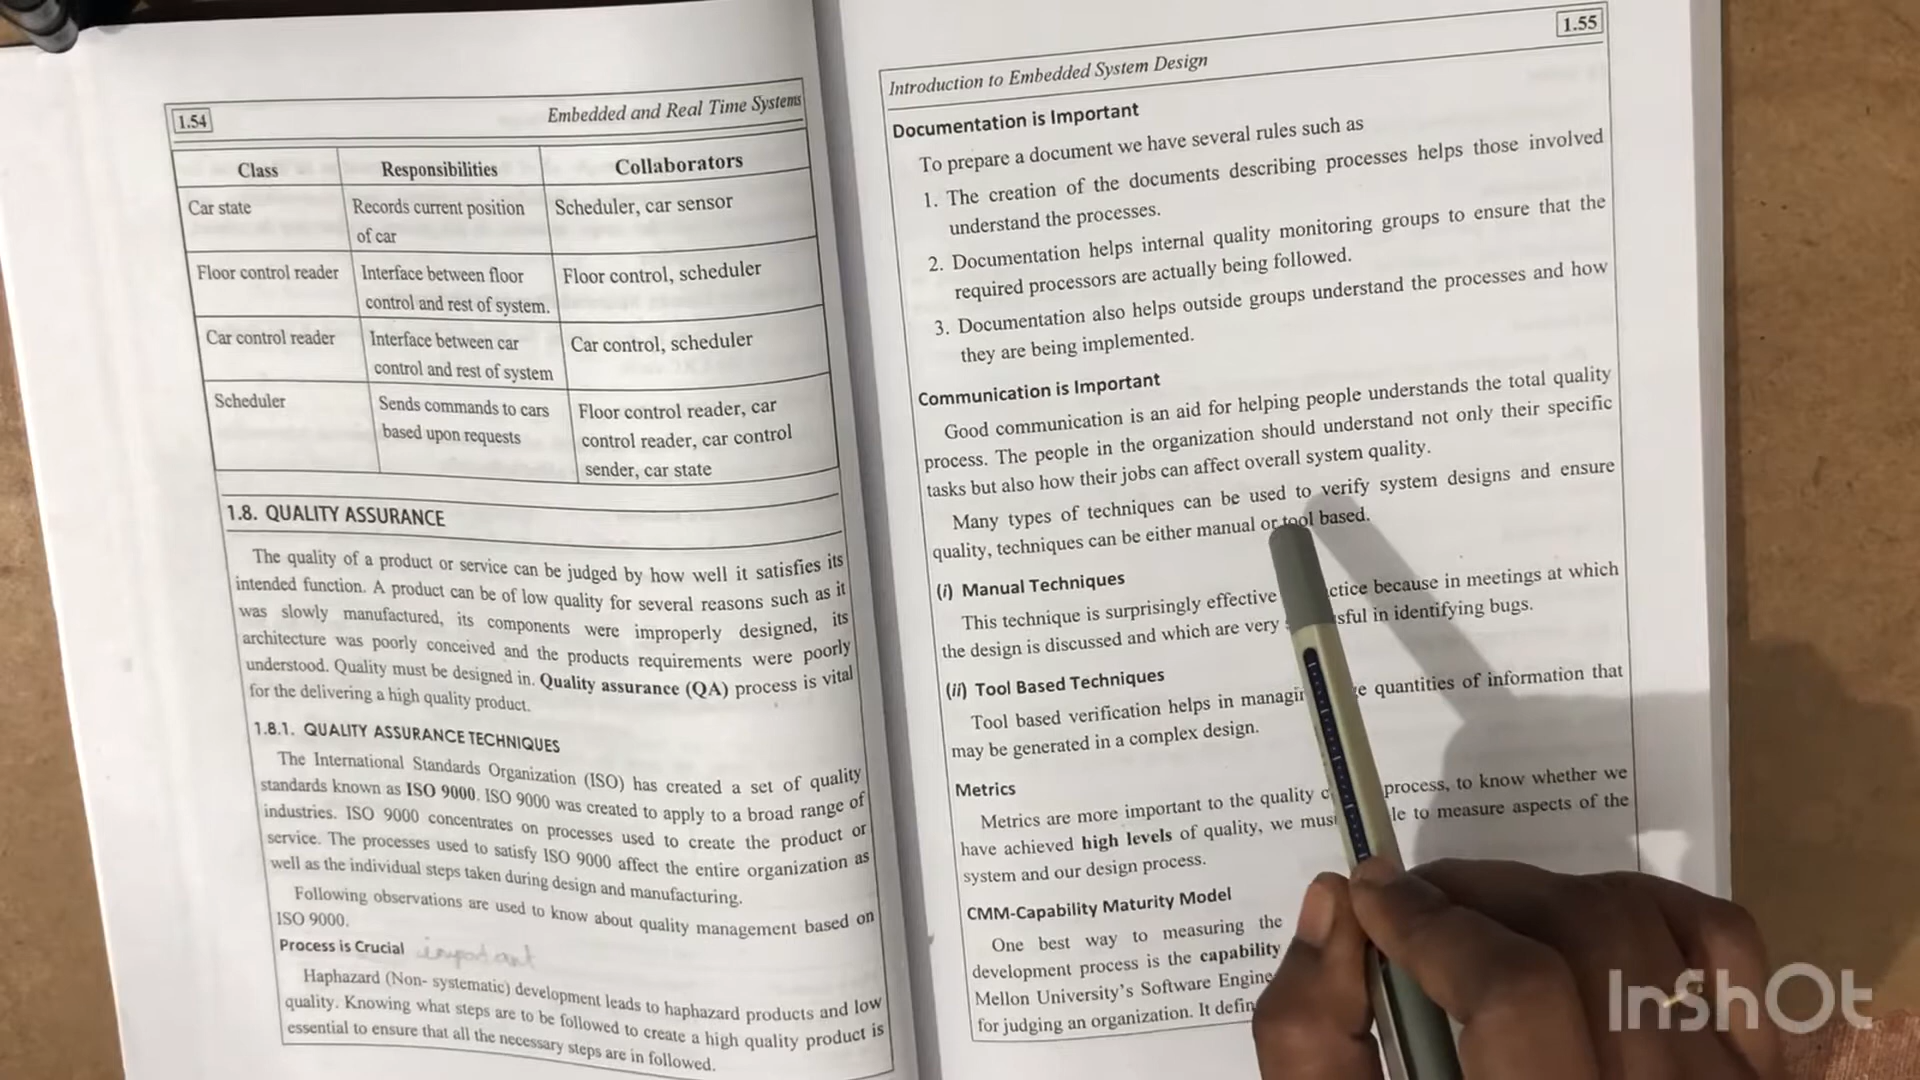 1.54
Embedded and Real Time Systems
Class Responsibilities Collaborators
Car state Records current position Scheduler, car sensor
of car
Floor control reader Interface between floor Floor control, scheduler
control and rest of system.
Car control reader Interface between car Car control, scheduler
control and rest of system
Scheduler Sends commands to cars Floor control reader, car
based upon requests control reader, car control
sender, car state
1.8. QUALITY ASSURANCE
The quality of a product or service can be judged by how well it satisfies its
intended function. A product can be of low quality for several reasons such as it
was slowly manufactured, its components were improperly designed, its
architecture was poorly conceived and the products requirements were poorly
understood. Quality must be designed in. Quality assurance (QA) process is vital
for the delivering a high quality product.
1.8.1. QUALITY ASSURANCE TECHNIQUES
The International Standards Organization (ISO) has created a set of quality
standards known as ISO 9000. ISO 9000 was created to apply to a broad range of
industries. ISO 9000 concentrates on processes used to create the product or
service. The processes used to satisfy ISO 9000 affect the entire organization as
well as the individual steps taken during design and manufacturing.
Following observations are used to know about quality management based on
ISO 9000.
Process is Crucial important
Haphazard (Non- systematic) development leads to haphazard products and low
quality. Knowing what steps are to be followed to create a high quality product is
essential to ensure that all the necessary steps are in followed.
Introduction to Embedded System Design
1.55
Documentation is Important
To prepare a document we have several rules such as
1. The creation of the documents describing processes helps those involved
understand the processes.
2. Documentation helps internal quality monitoring groups to ensure that the
required processors are actually being followed.
3. Documentation also helps outside groups understand the processes and how
they are being implemented.
Communication is Important
Good communication is an aid for helping people understands the total quality
process. The people in the organization should understand not only their specific
tasks but also how their jobs can affect overall system quality.
Many types of techniques can be used to verify system designs and ensure
quality, techniques can be either manual or tool based.
(i) Manual Techniques
This technique is surprisingly effective because in meetings at which
the design is discussed and which are very in identifying bugs.
(ii) Tool Based Techniques
Tool based verification helps in quantities of information that
may be generated in a complex design.
Metrics
Metrics are more important to the quality process, to know whether we
have achieved high levels of quality, we to measure aspects of the
system and our design process.
CMM-Capability Maturity Model
One best way to measuring the
development process is the capability
Mellon University's Software
for judging an organization. It
InShOt